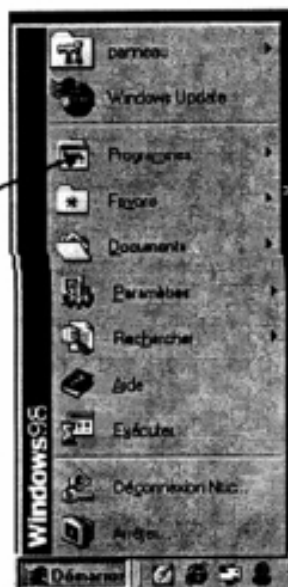 panneau
Windows Update
Programmes
Favoris
Documents
Paramètres
Rechercher
Aide
Exécuter...
Déconnexion
Arrêter...
Windows98
Démarrer